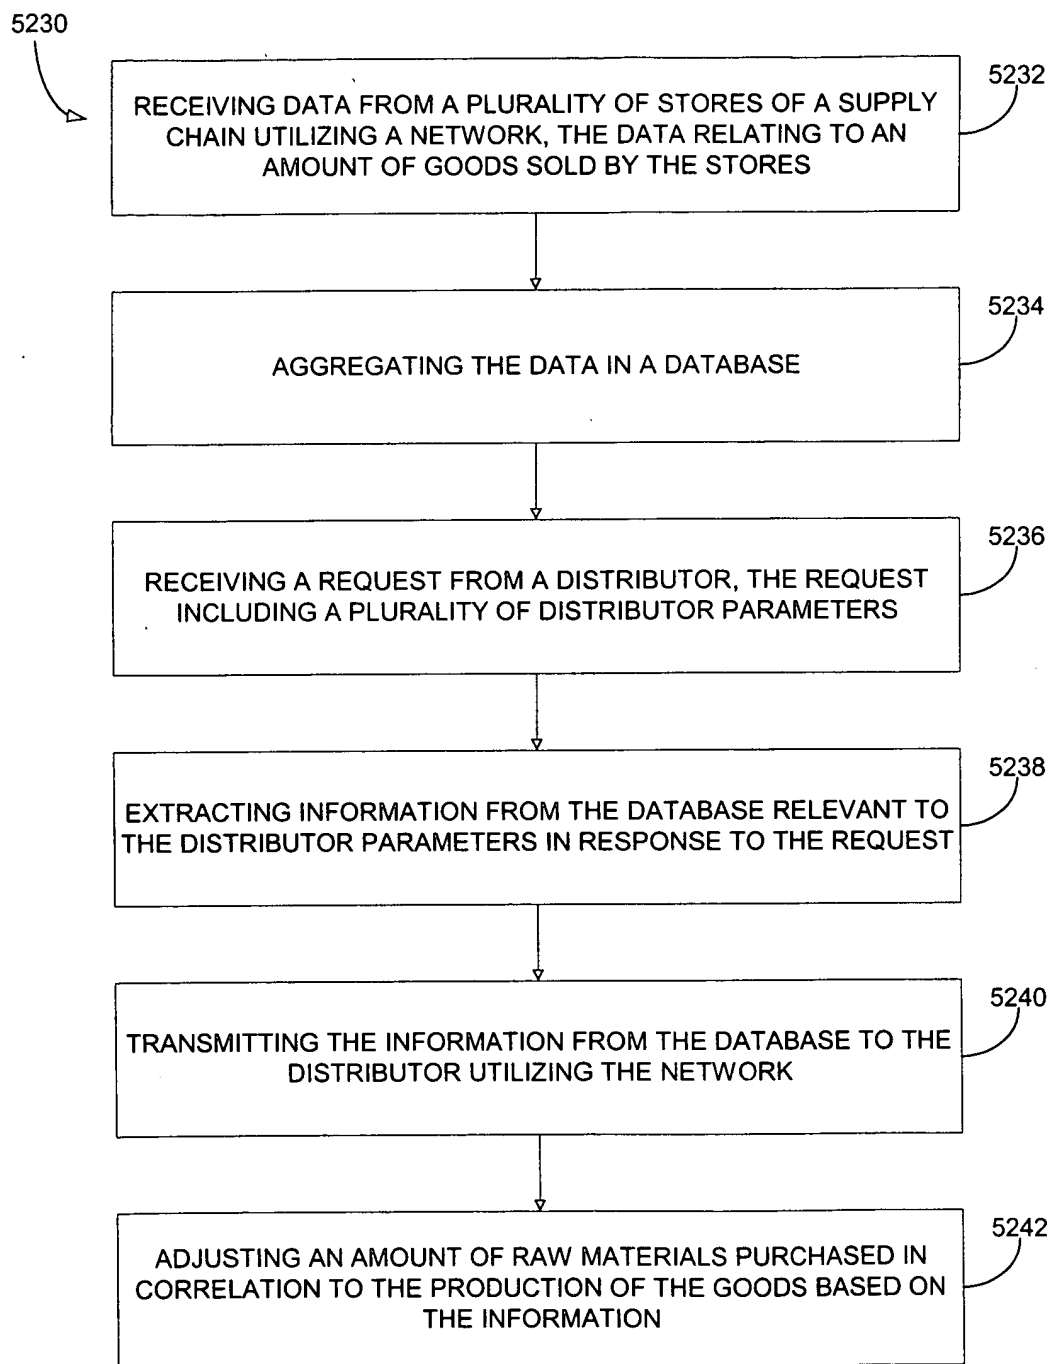 5230
5232
RECEIVING DATA FROM A PLURALITY OF STORES OF A SUPPLY
CHAIN UTILIZING A NETWORK, THE DATA RELATING TO AN
AMOUNT OF GOODS SOLD BY THE STORES
5234
AGGREGATING THE DATA IN A DATABASE
5236
RECEIVING A REQUEST FROM A DISTRIBUTOR, THE REQUEST
INCLUDING A PLURALITY OF DISTRIBUTOR PARAMETERS
5238
EXTRACTING INFORMATION FROM THE DATABASE RELEVANT TO
THE DISTRIBUTOR PARAMETERS IN RESPONSE TO THE REQUEST
5240
TRANSMITTING THE INFORMATION FROM THE DATABASE TO THE
DISTRIBUTOR UTILIZING THE NETWORK
5242
ADJUSTING AN AMOUNT OF RAW MATERIALS PURCHASED IN
CORRELATION TO THE PRODUCTION OF THE GOODS BASED ON
THE INFORMATION